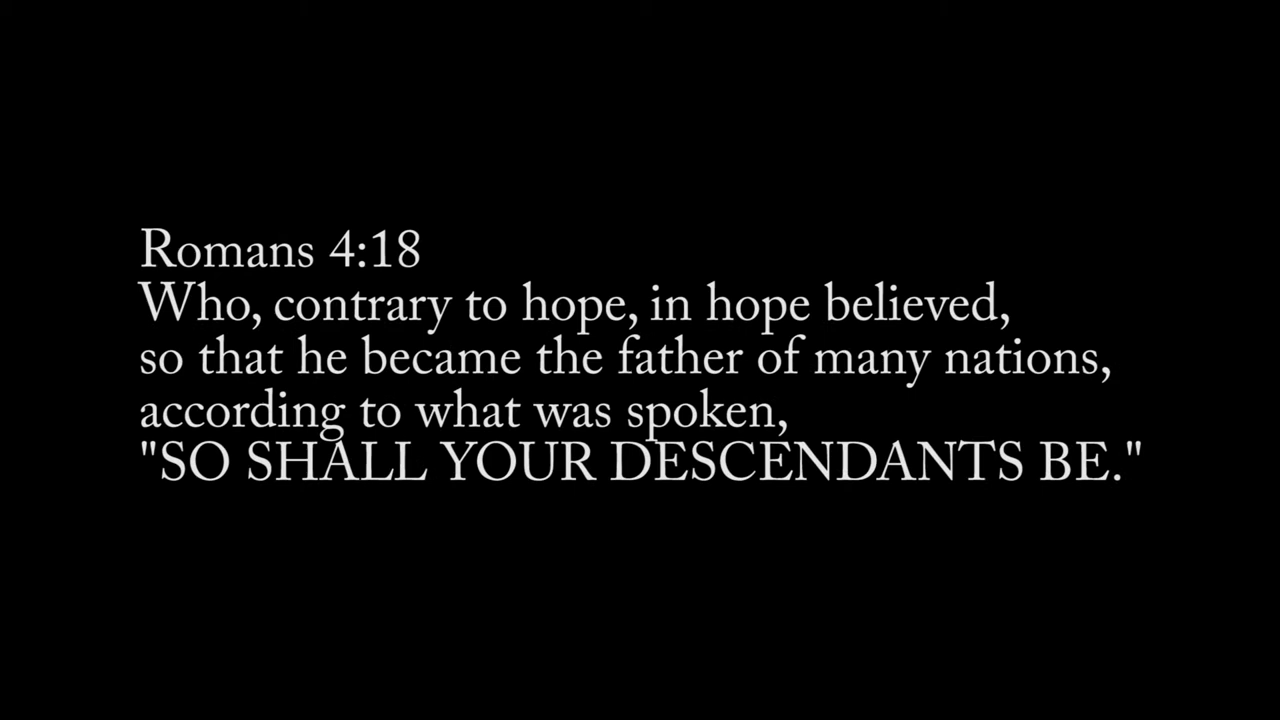 Romans 4:18
Who, contrary to hope, in hope believed,
so that he became the father of many nations,
according to what was spoken,
"SO SHALL YOUR DESCENDANTS BE."